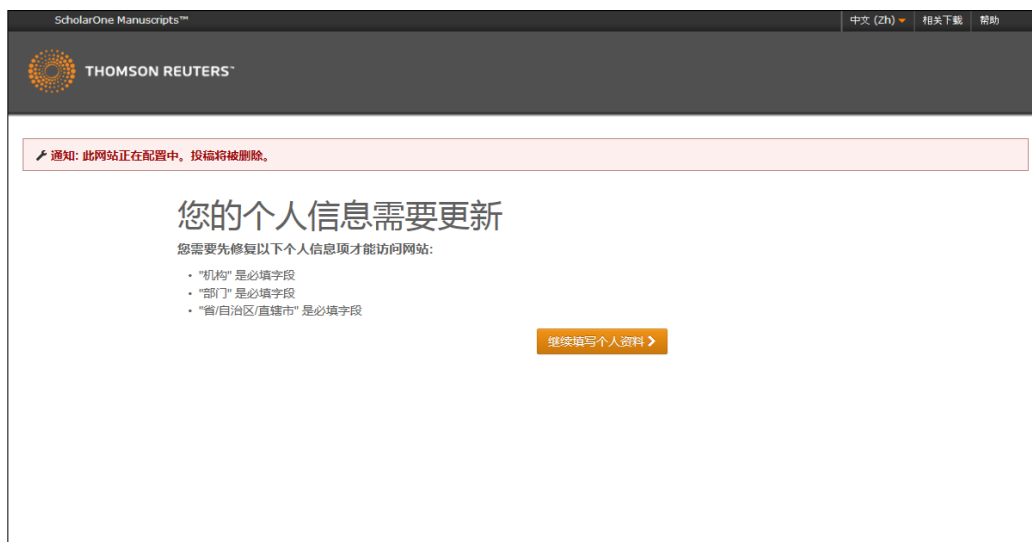 ScholarOne Manuscripts™ 中文 (Zh) 相关下载 帮助
THOMSON REUTERS™
通知: 此网站正在配置中。投稿将被删除。
您的个人信息需要更新
您需要先修复以下个人信息项才能访问网站:
• "机构" 是必填字段
• "部门" 是必填字段
• "省/自治区/直辖市" 是必填字段
继续填写个人资料